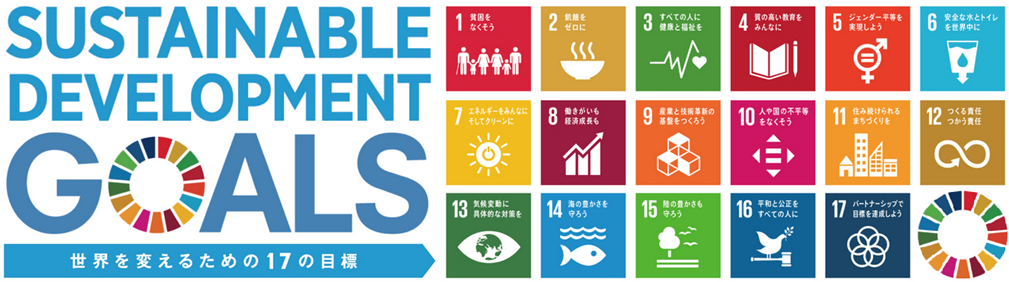 SUSTAINABLE
DEVELOPMENT
GOALS
世界を変えるための17の目標
1 貧困を
なくそう
2 飢餓を
ゼロに
3 すべての人に
健康と福祉を
4 質の高い教育を
みんなに
5 ジェンダー平等を
実現しよう
6 安全な水とトイレ
を世界中に
7 エネルギーをみんなに
そしてクリーンに
8 働きがいも
経済成長も
9 産業と技術革新の
基盤をつくろう
10 人や国の不平等
をなくそう
11 住み続けられる
まちづくりを
12 つくる責任
つかう責任
13 気候変動に
具体的な対策を
14 海の豊かさを
守ろう
15 陸の豊かさも
守ろう
16 平和と公正を
すべての人に
17 パートナーシップで
目標を達成しよう